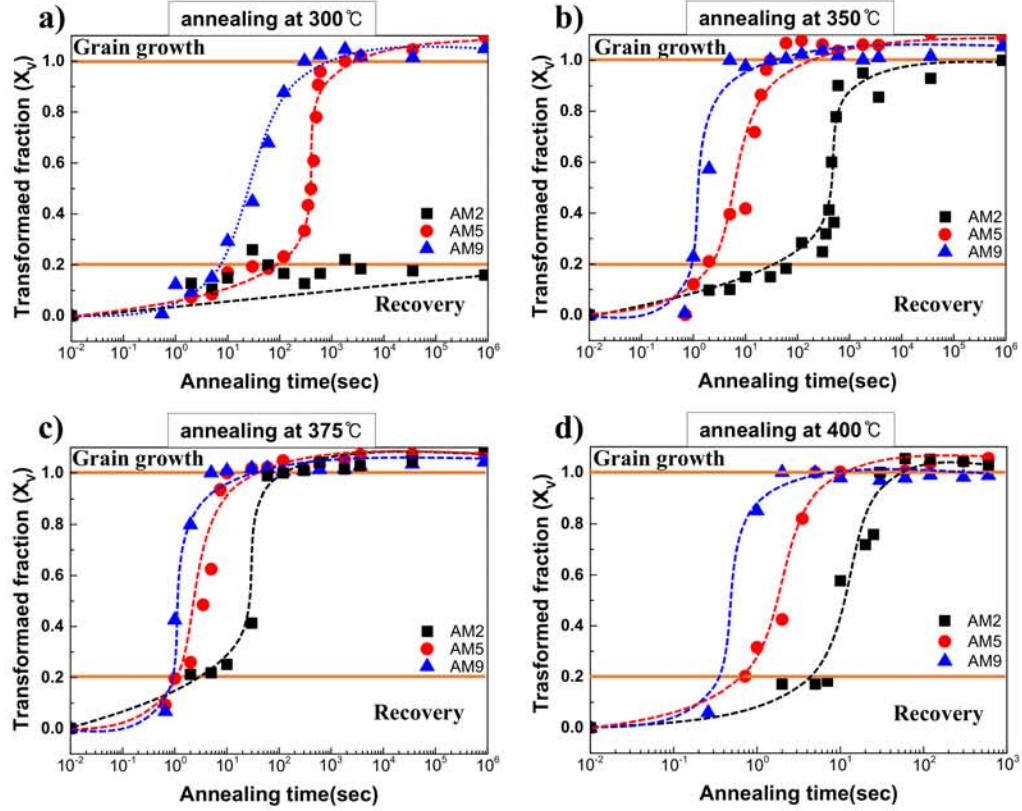 a)
annealing at 300℃
Grain growth
Transformaed fraction (Xv)
1.0
0.8
0.6
0.4
0.2
0.0
AM2
AM5
AM9
Recovery
10⁻² 10⁻¹ 10⁰ 10¹ 10² 10³ 10⁴ 10⁵ 10⁶
Annealing time(sec)
b)
annealing at 350℃
Grain growth
Transformaed fraction (Xv)
1.0
0.8
0.6
0.4
0.2
0.0
AM2
AM5
AM9
Recovery
10⁻² 10⁻¹ 10⁰ 10¹ 10² 10³ 10⁴ 10⁵ 10⁶
Annealing time(sec)
c)
annealing at 375℃
Grain growth
Transformaed fraction (Xv)
1.0
0.8
0.6
0.4
0.2
0.0
AM2
AM5
AM9
Recovery
10⁻² 10⁻¹ 10⁰ 10¹ 10² 10³ 10⁴ 10⁵ 10⁶
Annealing time(sec)
d)
annealing at 400℃
Grain growth
Trasformed fraction (Xv)
1.0
0.8
0.6
0.4
0.2
0.0
AM2
AM5
AM9
Recovery
10⁻² 10⁻¹ 10⁰ 10¹ 10² 10³
Annealing time(sec)